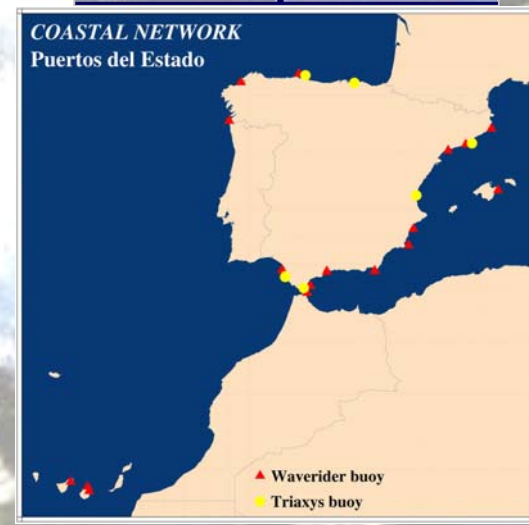 COASTAL NETWORK
Puertos del Estado
Waverider buoy
Triaxys buoy